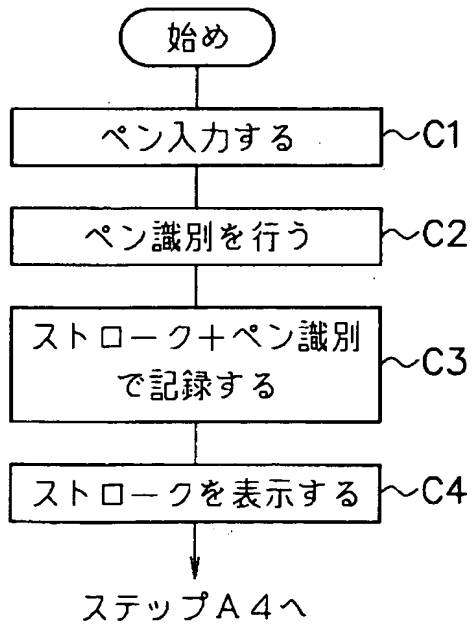 始め
ペン入力する ~C1
ペン識別を行う ~C2
ストローク+ペン識別
で記録する ~C3
ストロークを表示する ~C4
ステップA4へ